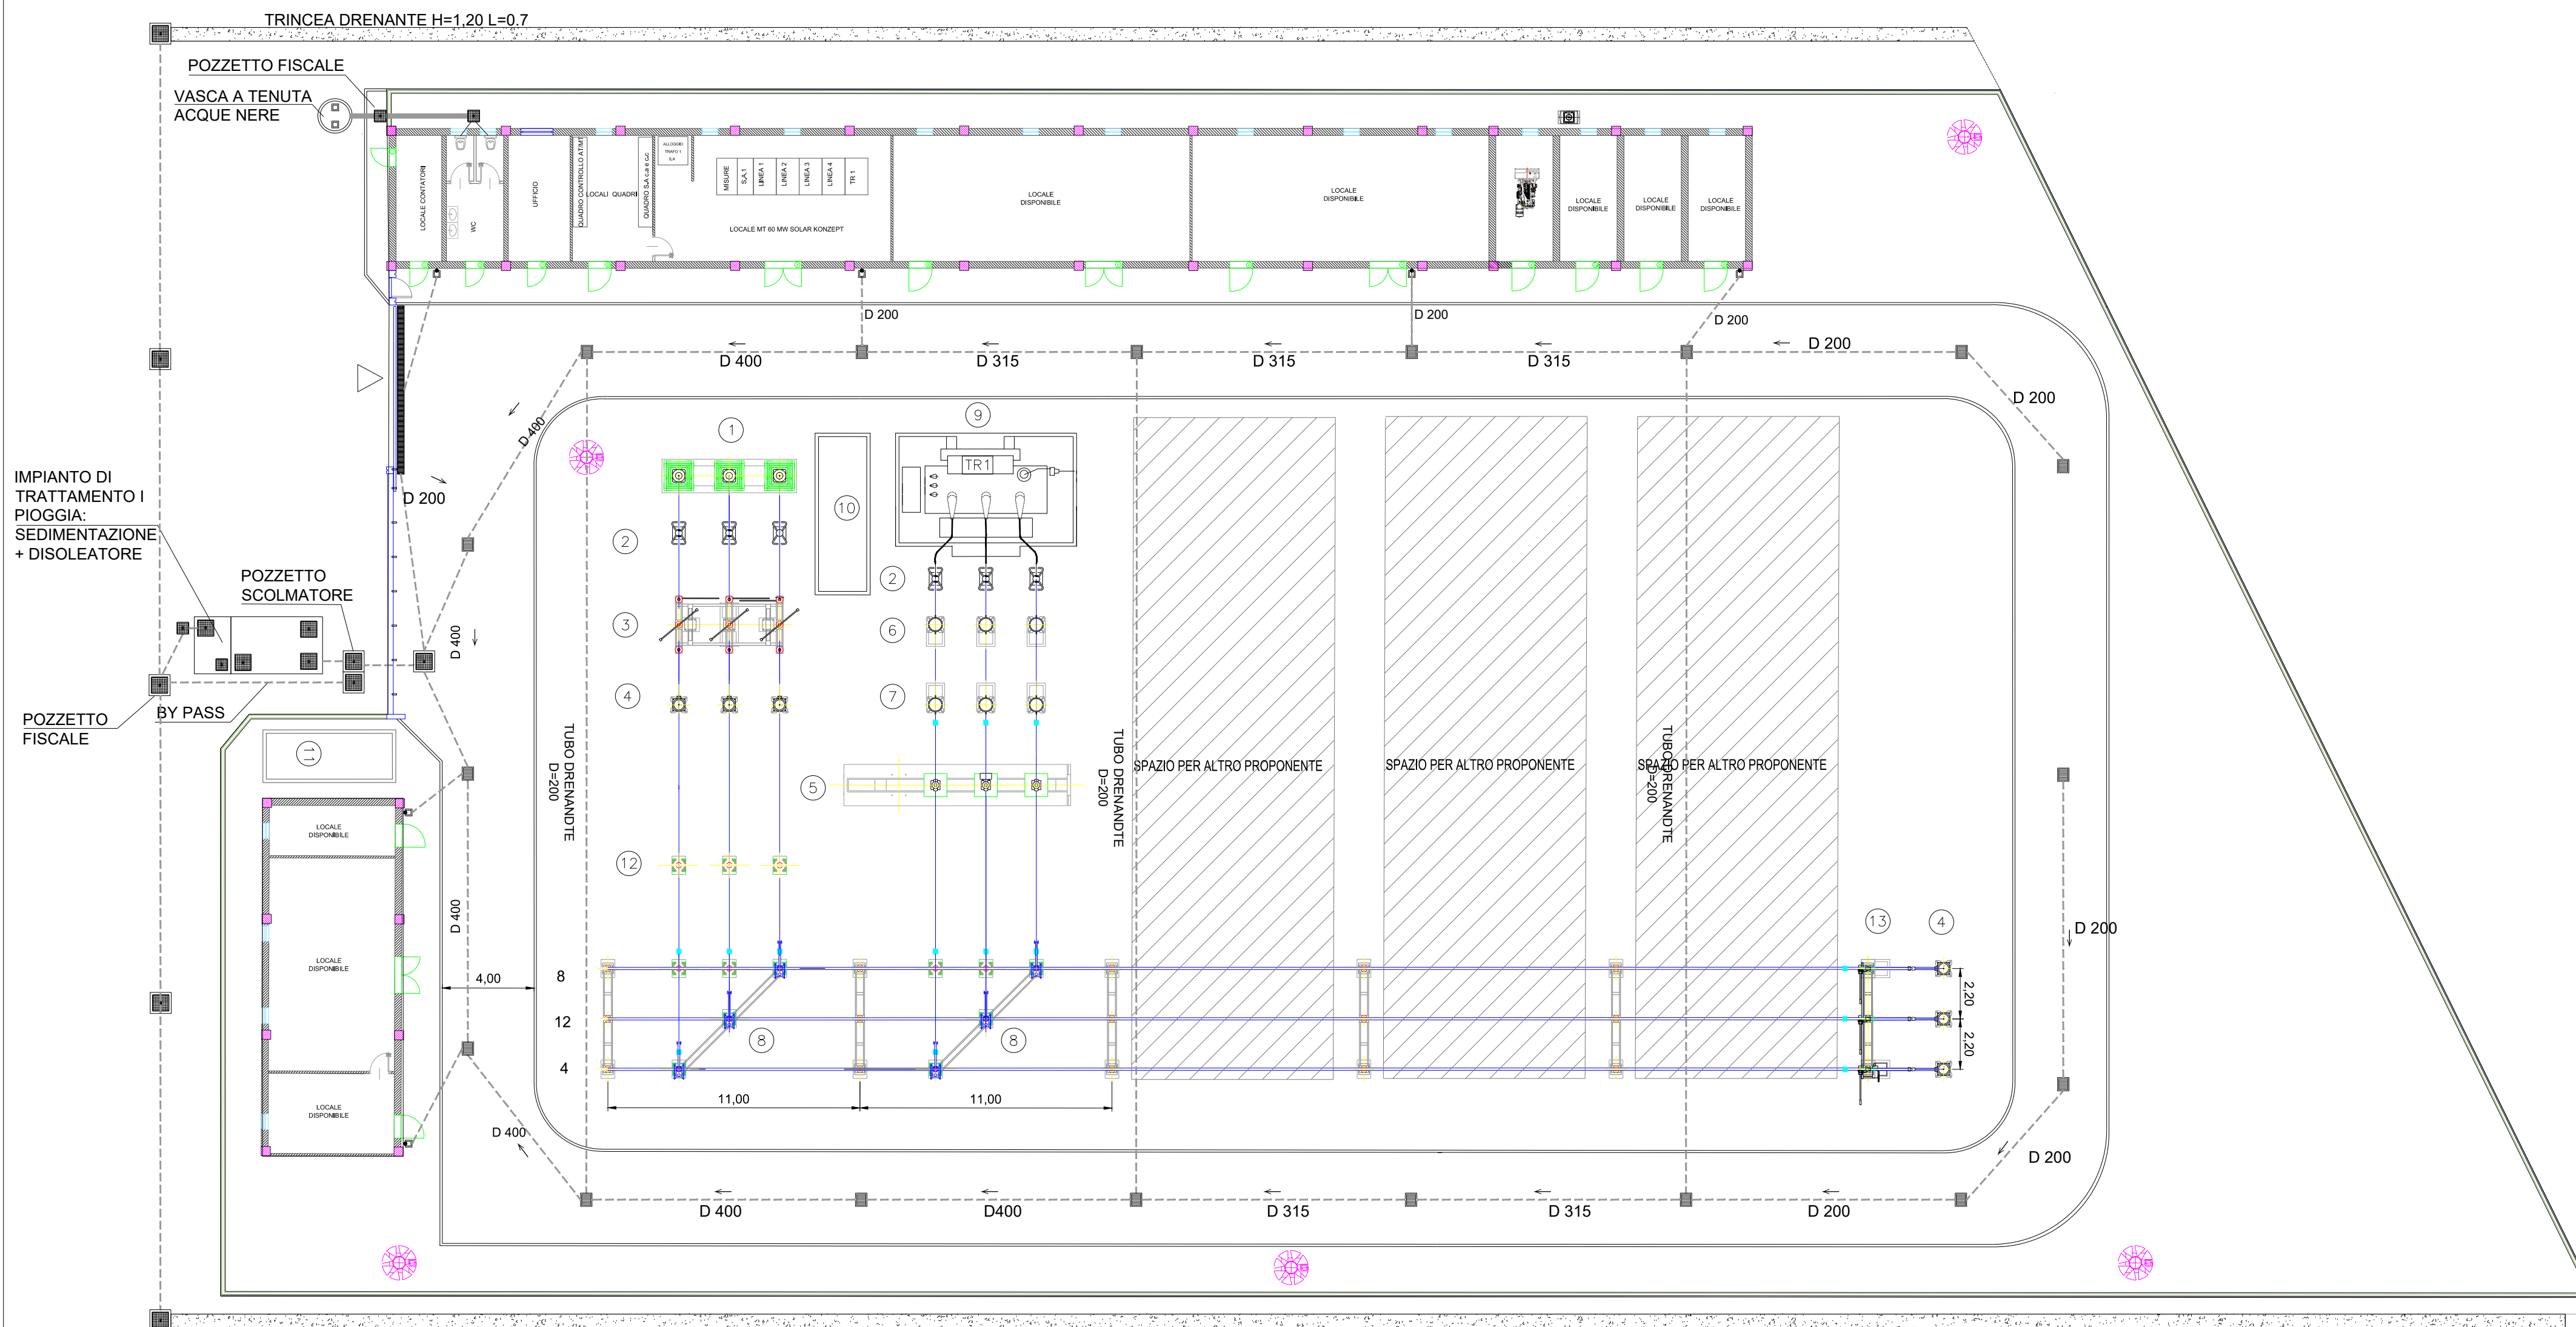 TRINCEA DRENANTE H=1,20 L=0.7
POZZETTO FISCALE
VASCA A TENUTA
ACQUE NERE
LOCALE CONTATORI
WC
UFFICIO
QUADRO CONTROLLO AT/MT
LOCALI QUADRI
QUADRO S.A c.a e c.c
ALLOGGIO
TRAFO 1
S.A
MISURE
S.A.1
LINEA 1
LINEA 2
LINEA 3
LINEA 4
TR 1
LOCALE MT 60 MW SOLAR KONZEPT
LOCALE
DISPONIBILE
LOCALE
DISPONIBILE
LOCALE
DISPONIBILE
LOCALE
DISPONIBILE
LOCALE
DISPONIBILE
D 200
D 200
D 200
D 400
D 315
D 315
D 315
D 200
D 200
D 400
D 200
IMPIANTO DI
TRATTAMENTO I
PIOGGIA:
SEDIMENTAZIONE
+ DISOLEATORE
POZZETTO
SCOLMATORE
D 400
POZZETTO
FISCALE
BY PASS
1
9
TR1
10
2
2
3
6
4
7
5
12
TUBO DRENANDTE
D=200
TUBO DRENANDTE
D=200
TUBO DRENANDTE
D=200
SPAZIO PER ALTRO PROPONENTE
SPAZIO PER ALTRO PROPONENTE
SPAZIO PER ALTRO PROPONENTE
11
LOCALE
DISPONIBILE
LOCALE
DISPONIBILE
LOCALE
DISPONIBILE
D 400
4,00
8
12
4
8
8
13
4
2,20
2,20
D 200
11,00
11,00
D 400
D 200
D 400
D400
D 315
D 315
D 200